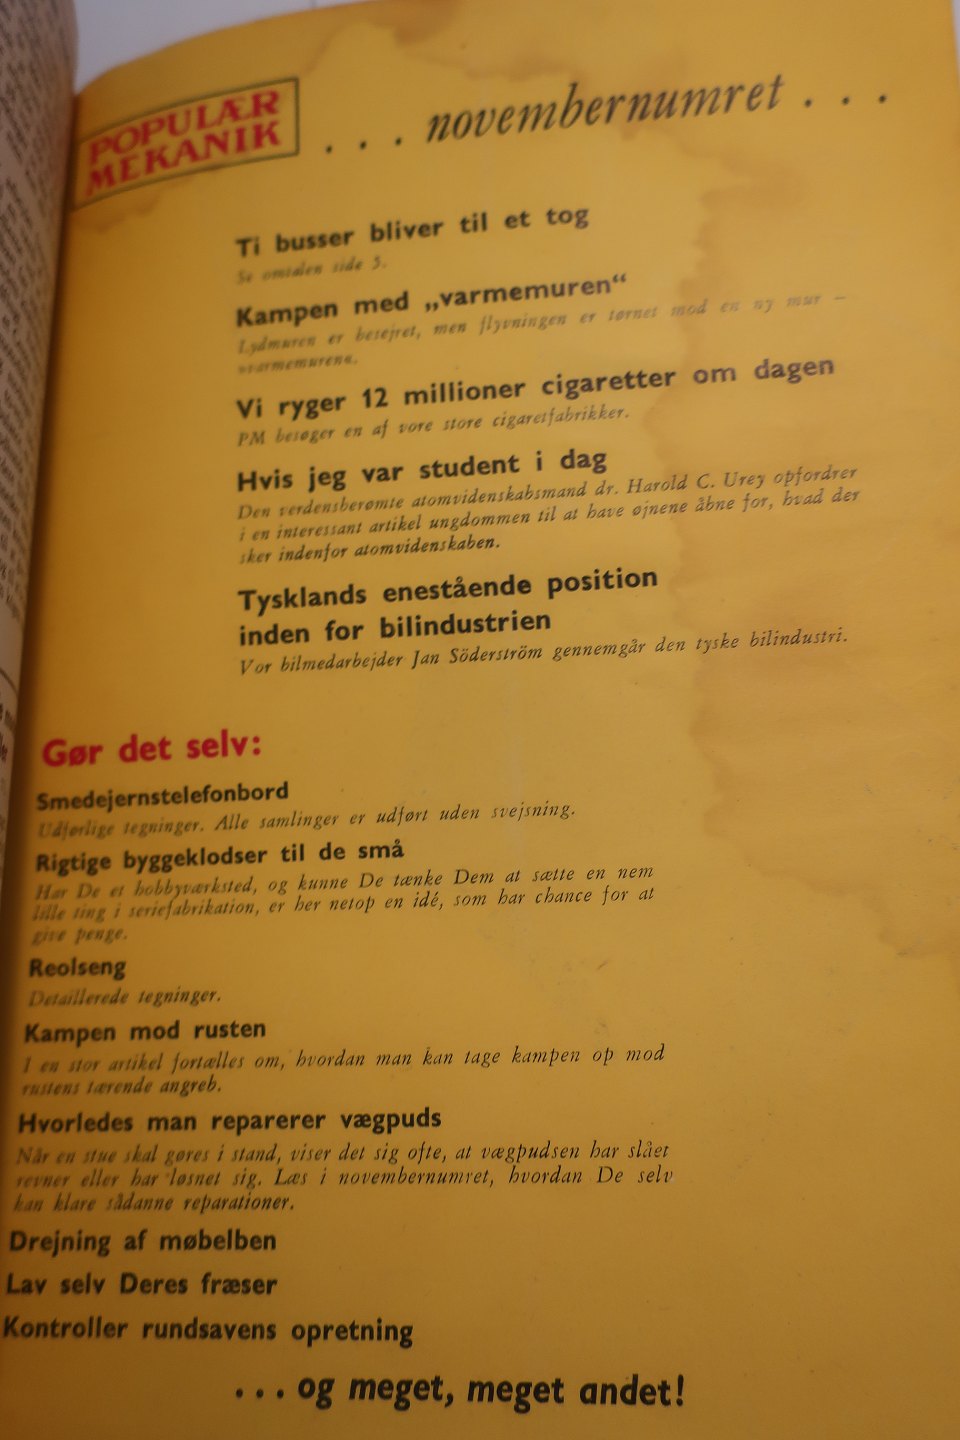 POPULÆR
MEKANIK
. . . novembernumret . . .
Ti busser bliver til et tog
Se omtalen side 5.
Kampen med „varmemuren“
Lydmuren er besejret, men flyvningen er tørnet mod en ny mur —
varmemuren.
Vi ryger 12 millioner cigaretter om dagen
PM besøger en af vore store cigaretfabrikker.
Hvis jeg var student i dag
Den verdensberømte atomvidenskabsmand dr. Harold C. Urey opfordrer
i en interessant artikel ungdommen til at have øjnene åbne for, hvad der
sker indenfor atomvidenskaben.
Tysklands enestående position
inden for bilindustrien
Vor bilmedarbejder Jan Söderström gennemgår den tyske bilindustri.
Gør det selv:
Smedejernstelefonbord
Udførlige tegninger. Alle samlinger er udført uden svejsning.
Rigtige byggeklodser til de små
Har De et hobbyværksted, og kunne De tænke Dem at sætte en nem
lille ting i seriefabrikation, er her netop en idé, som har chance for at
give penge.
Reolseng
Detaillerede tegninger.
Kampen mod rusten
I en stor artikel fortælles om, hvordan man kan tage kampen op mod
rustens tærende angreb.
Hvorledes man reparerer vægpuds
Når en stue skal gøres i stand, viser det sig ofte, at vægpudsen har slået
revner eller har løsnet sig. Læs i novembernumret, hvordan De selv
kan klare sådanne reparationer.
Drejning af møbelben
Lav selv Deres fræser
Kontroller rundsavens opretning
. . . og meget, meget andet!